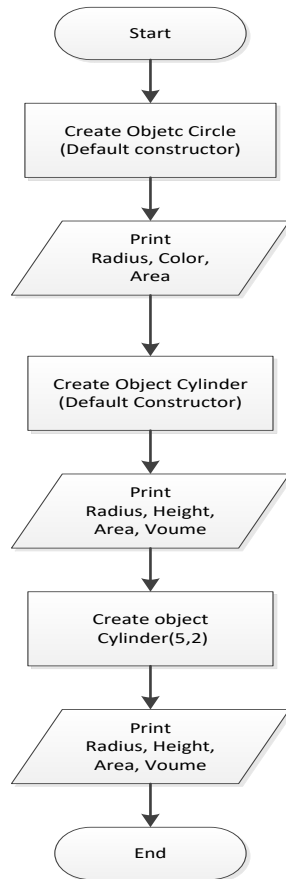 Start
Create Objetc Circle
(Default constructor)
Print
Radius, Color,
Area
Create Object Cylinder
(Default Constructor)
Print
Radius, Height,
Area, Voume
Create object
Cylinder(5,2)
Print
Radius, Height,
Area, Voume
End